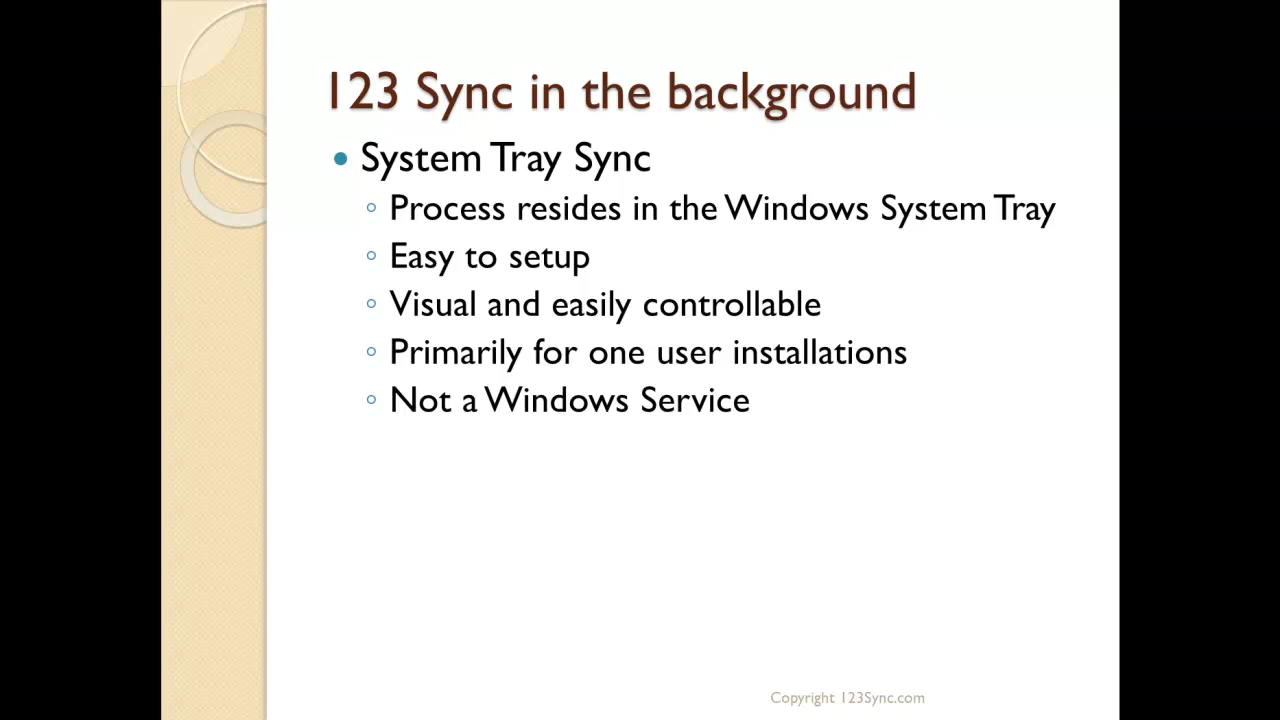 123 Sync in the background
System Tray Sync
Process resides in the Windows System Tray
Easy to setup
Visual and easily controllable
Primarily for one user installations
Not a Windows Service
Copyright 123Sync.com